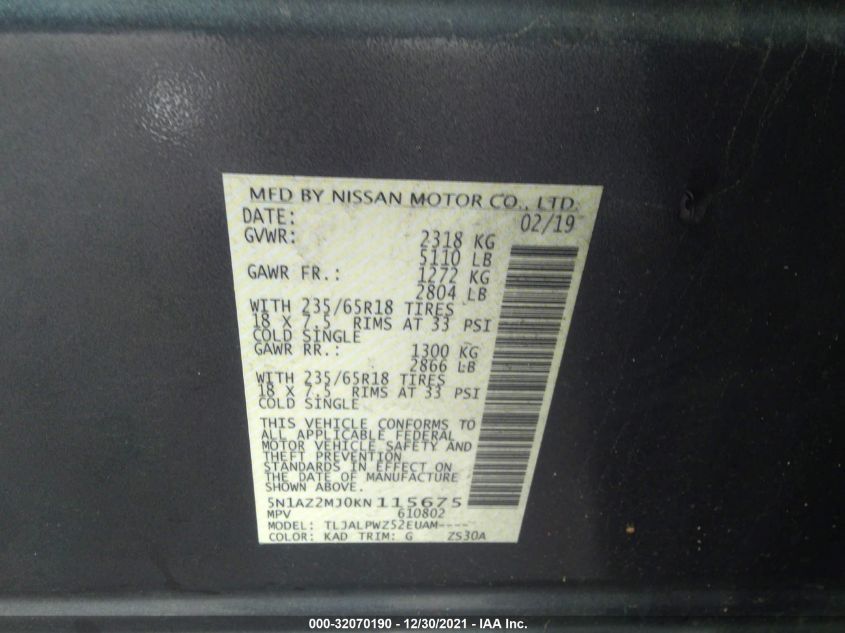 MFD BY NISSAN MOTOR CO., LTD.
DATE: 02/19
GVWR: 2318 KG
5110 LB
GAWR FR.: 1272 KG
2804 LB
WITH 235/65R18 TIRES
18 X 7.5 RIMS AT 33 PSI
COLD SINGLE
GAWR RR.: 1300 KG
2866 LB
WITH 235/65R18 TIRES
18 X 7.5 RIMS AT 33 PSI
COLD SINGLE
THIS VEHICLE CONFORMS TO
ALL APPLICABLE FEDERAL
MOTOR VEHICLE SAFETY AND
THEFT PREVENTION
STANDARDS IN EFFECT ON
THE DATE OF MANUFACTURE
SHOWN ABOVE.
5N1AZ2MJ0KN115675
MPV 610802
MODEL: TLJALPWZ52EUAM----
COLOR: KAD TRIM: G ZS30A
000-32070190 - 12/30/2021 - IAA Inc.